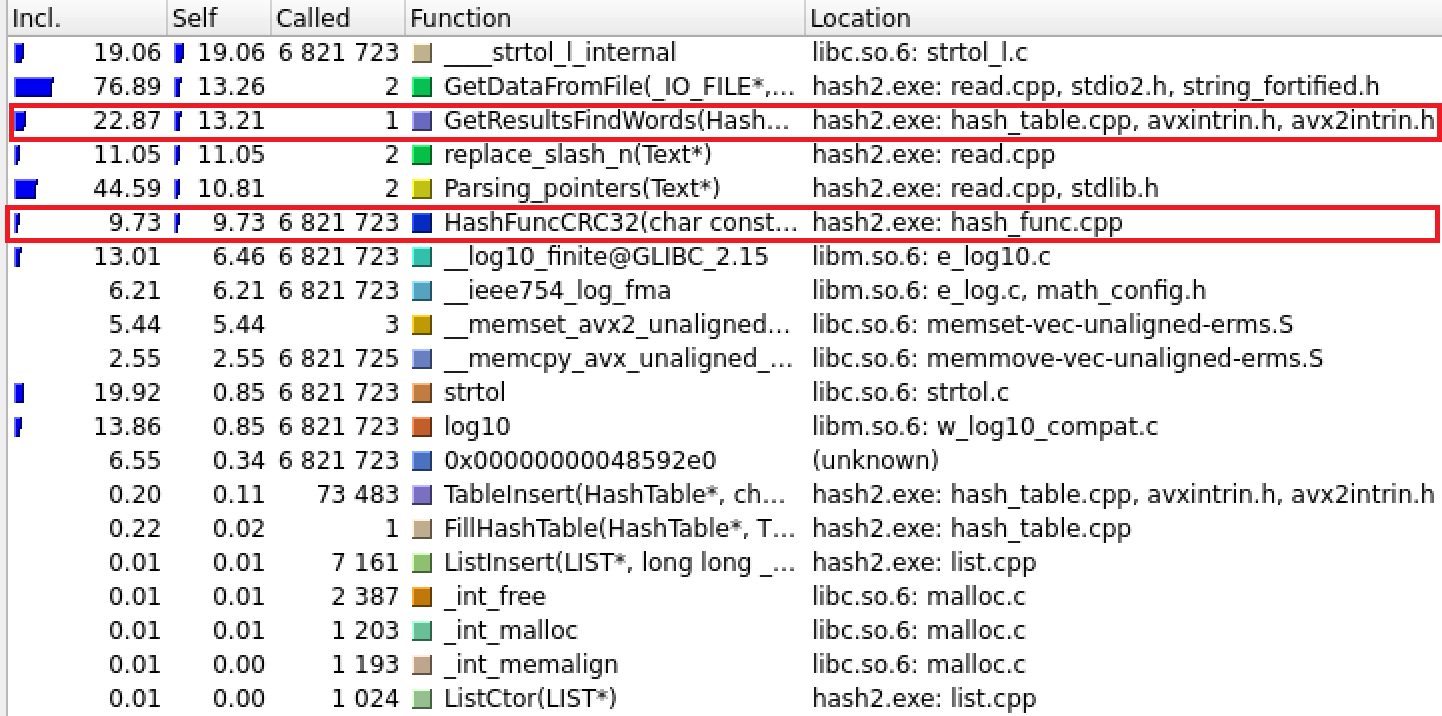 Incl. Self Called Function Location
19.06 19.06 6 821 723 ____strtol_l_internal libc.so.6: strtol_l.c
76.89 13.26 2 GetDataFromFile(_IO_FILE*,... hash2.exe: read.cpp, stdio2.h, string_fortified.h
22.87 13.21 1 GetResultsFindWords(Hash... hash2.exe: hash_table.cpp, avxintrin.h, avx2intrin.h
11.05 11.05 2 replace_slash_n(Text*) hash2.exe: read.cpp
44.59 10.81 2 Parsing_pointers(Text*) hash2.exe: read.cpp, stdlib.h
9.73 9.73 6 821 723 HashFuncCRC32(char const... hash2.exe: hash_func.cpp
13.01 6.46 6 821 723 __log10_finite@GLIBC_2.15 libm.so.6: e_log10.c
6.21 6.21 6 821 723 __ieee754_log_fma libm.so.6: e_log.c, math_config.h
5.44 5.44 3 __memset_avx2_unaligned... libc.so.6: memset-vec-unaligned-erms.S
2.55 2.55 6 821 725 __memcpy_avx_unaligned_... libc.so.6: memmove-vec-unaligned-erms.S
19.92 0.85 6 821 723 strtol libc.so.6: strtol.c
13.86 0.85 6 821 723 log10 libm.so.6: w_log10_compat.c
6.55 0.34 6 821 723 0x00000000048592e0 (unknown)
0.20 0.11 73 483 TableInsert(HashTable*, ch... hash2.exe: hash_table.cpp, avxintrin.h, avx2intrin.h
0.22 0.02 1 FillHashTable(HashTable*, T... hash2.exe: hash_table.cpp
0.01 0.01 7 161 ListInsert(LIST*, long long _... hash2.exe: list.cpp
0.01 0.01 2 387 _int_free libc.so.6: malloc.c
0.01 0.01 1 203 _int_malloc libc.so.6: malloc.c
0.01 0.00 1 193 _int_memalign libc.so.6: malloc.c
0.01 0.00 1 024 ListCtor(LIST*) hash2.exe: list.cpp